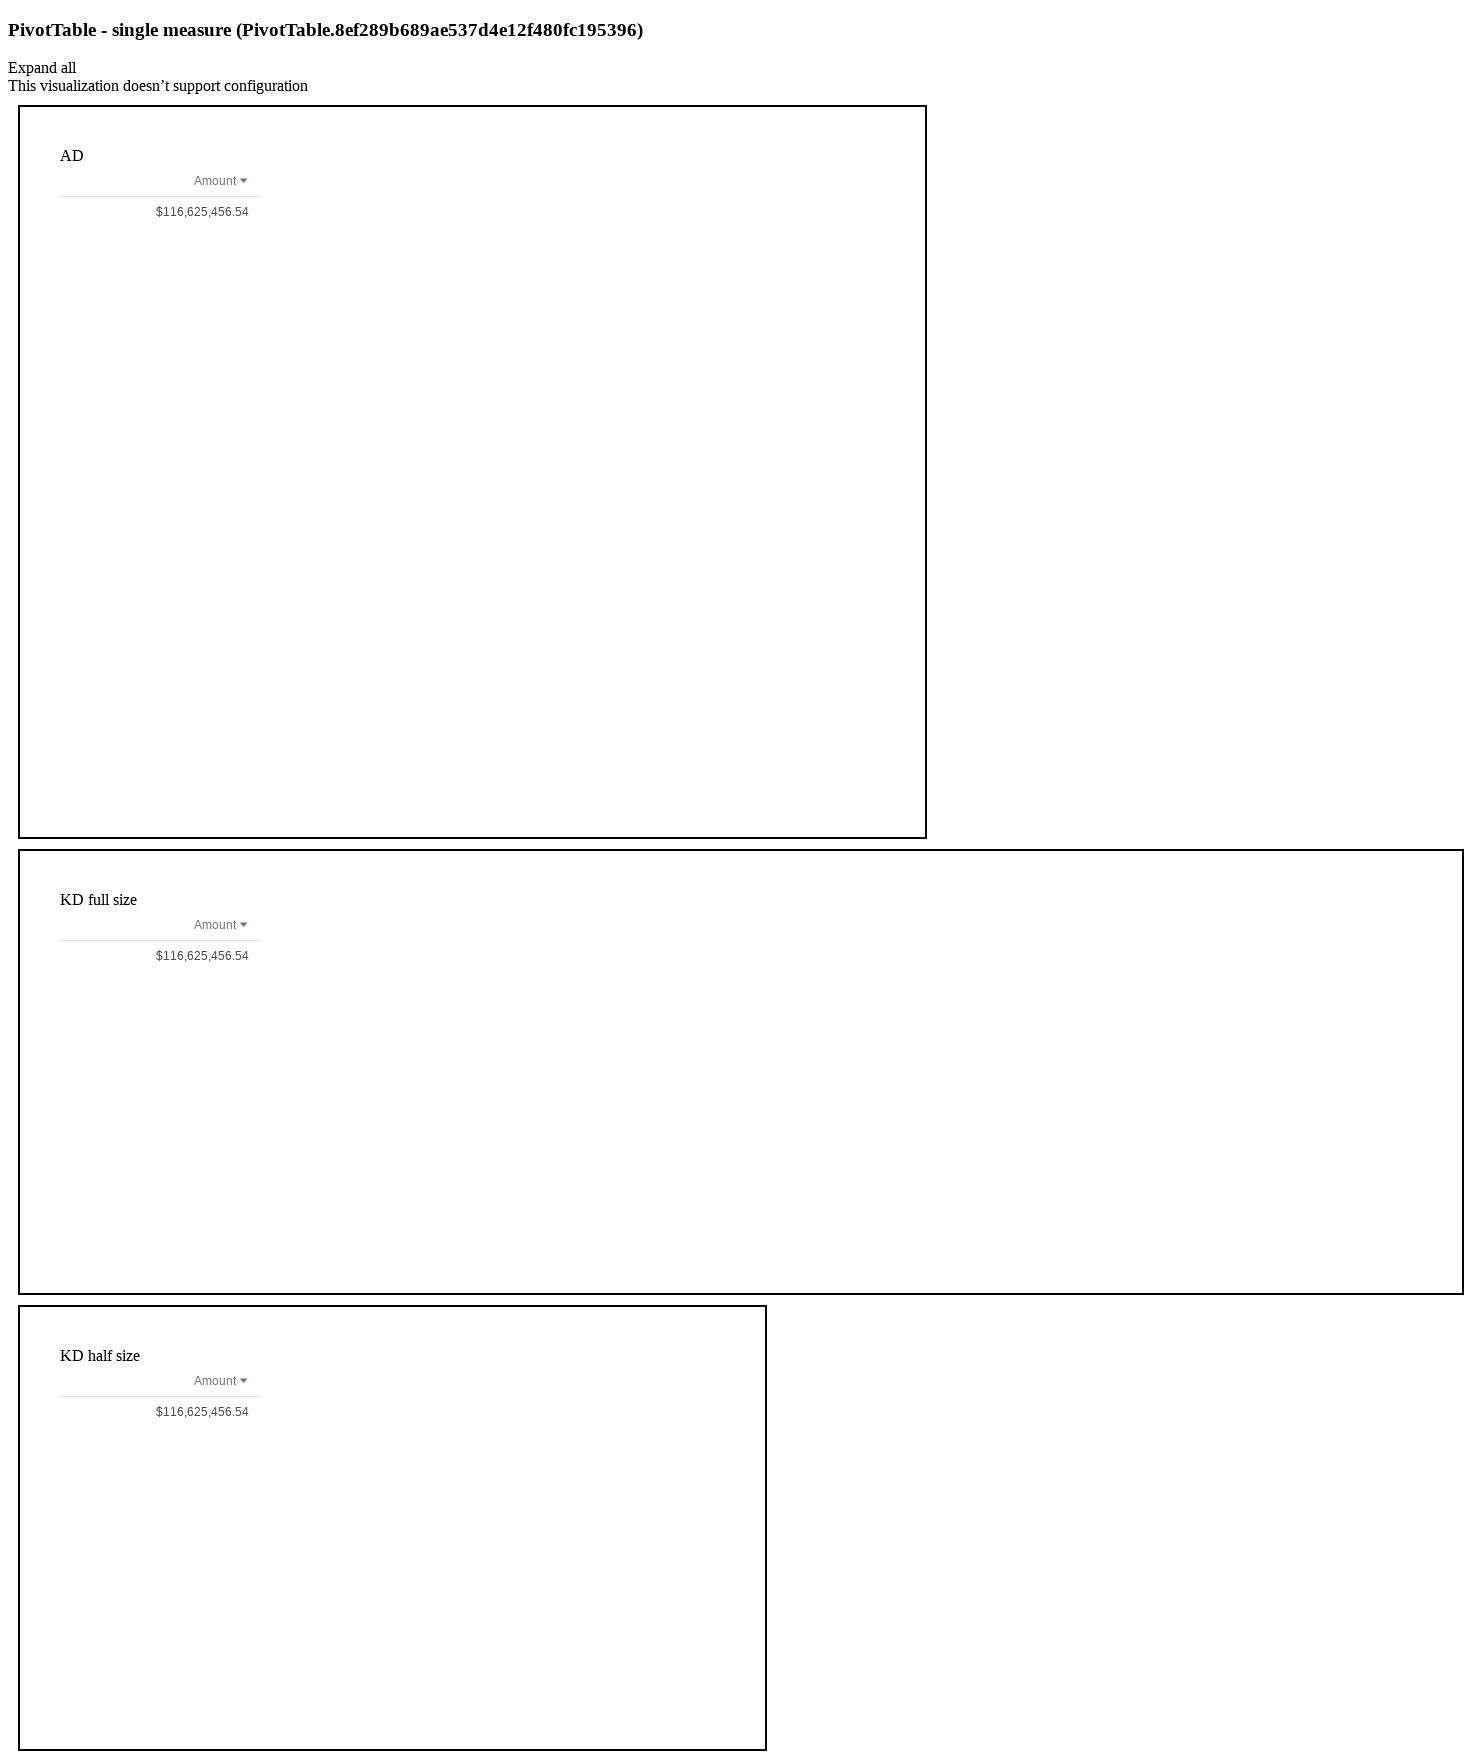 PivotTable - single measure (PivotTable.8ef289b689ae537d4e12f480fc195396)
Expand all
This visualization doesn’t support configuration
AD
Amount
$116,625,456.54
KD full size
Amount
$116,625,456.54
KD half size
Amount
$116,625,456.54